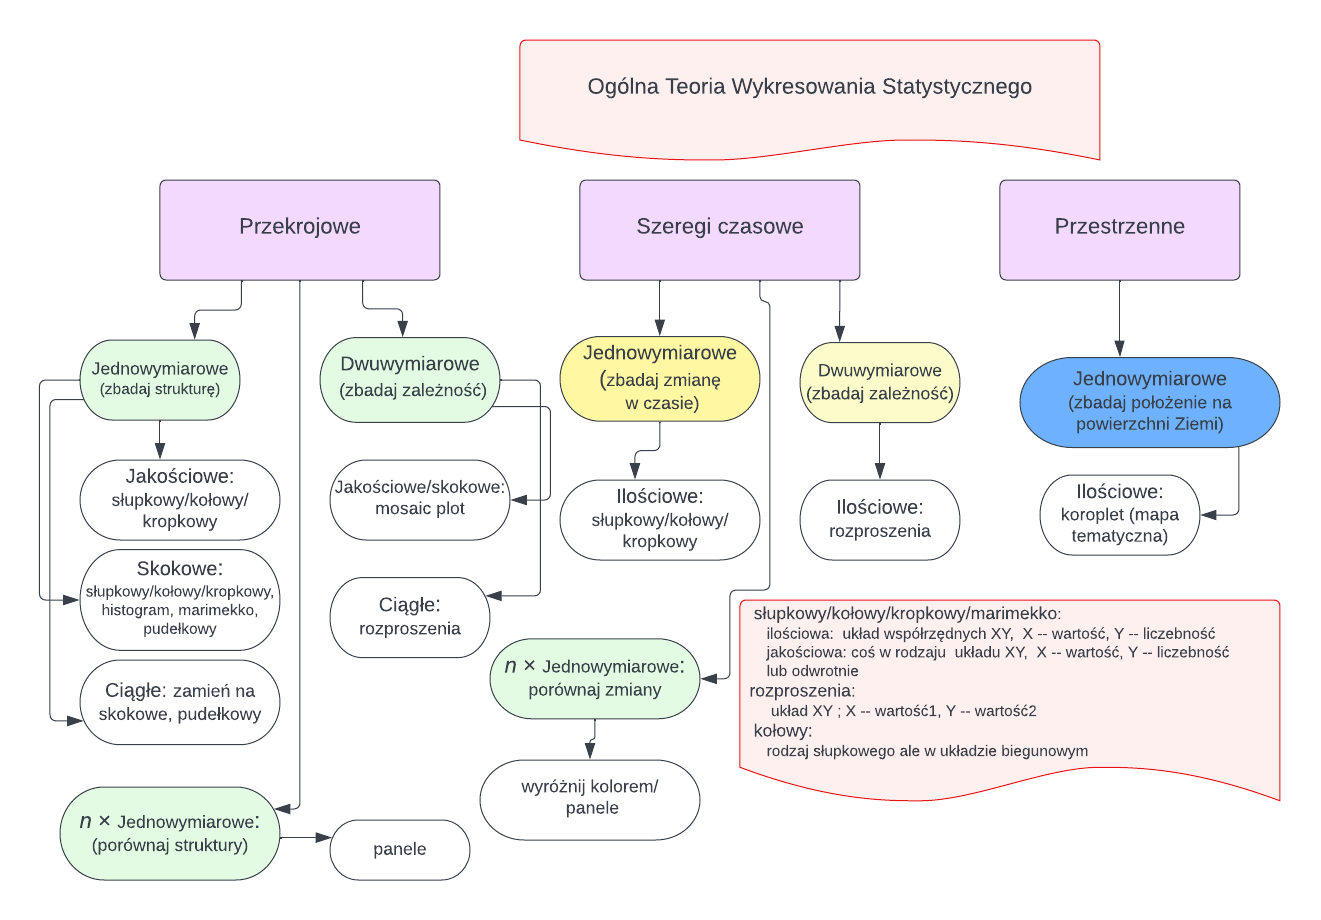 Ogólna Teoria Wykresowania Statystycznego
Przekrojowe
Szeregi czasowe
Przestrzenne
Jednowymiarowe
(zbadaj strukturę)
Dwuwymiarowe
(zbadaj zależność)
Jednowymiarowe
(zbadaj zmianę
w czasie)
Dwuwymiarowe
(zbadaj zależność)
Jednowymiarowe
(zbadaj położenie na
powierzchni Ziemi)
Jakościowe:
słupkowy/kołowy/
kropkowy
Jakościowe/skokowe:
mosaic plot
Ilościowe:
słupkowy/kołowy/
kropkowy
Ilościowe:
rozproszenia
Ilościowe:
koroplet (mapa
tematyczna)
Skokowe:
słupkowy/kołowy/kropkowy,
histogram, marimekko,
pudełkowy
Ciągłe:
rozproszenia
Ciągłe: zamień na
skokowe, pudełkowy
n × Jednowymiarowe:
porównaj zmiany
wyróżnij kolorem/
panele
słupkowy/kołowy/kropkowy/marimekko:
ilościowa: układ współrzędnych XY, X -- wartość, Y -- liczebność
jakościowa: coś w rodzaju układu XY, X -- wartość, Y -- liczebność
lub odwrotnie
rozproszenia:
układ XY ; X -- wartość1, Y -- wartość2
kołowy:
rodzaj słupkowego ale w układzie biegunowym
n × Jednowymiarowe:
(porównaj struktury)
panele